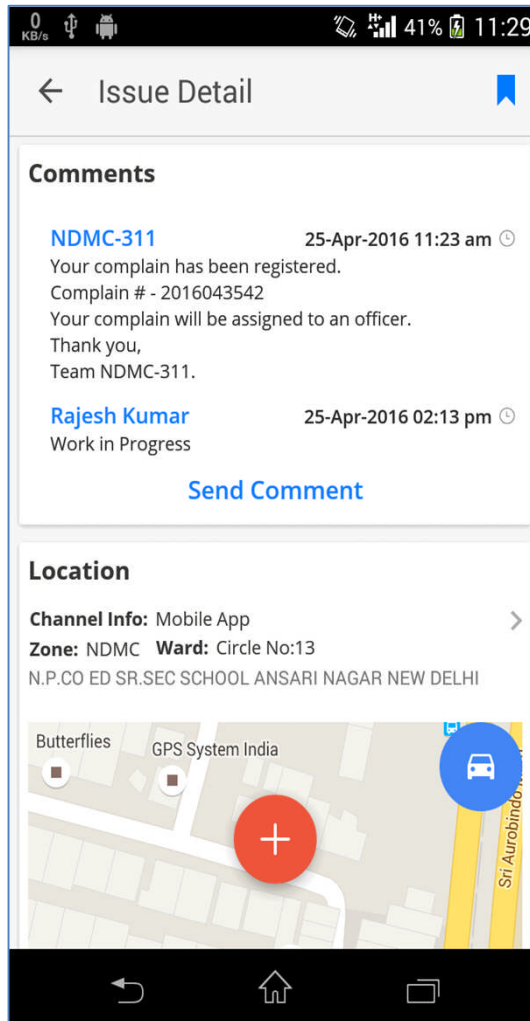 0
KB/s
H+
41%
11:29
Issue Detail
Comments
NDMC-311 25-Apr-2016 11:23 am
Your complain has been registered.
Complain # - 2016043542
Your complain will be assigned to an officer.
Thank you,
Team NDMC-311.
Rajesh Kumar 25-Apr-2016 02:13 pm
Work in Progress
Send Comment
Location
Channel Info: Mobile App
Zone: NDMC Ward: Circle No:13
N.P.CO ED SR.SEC SCHOOL ANSARI NAGAR NEW DELHI
Butterflies
GPS System India
Sri Aurobindo